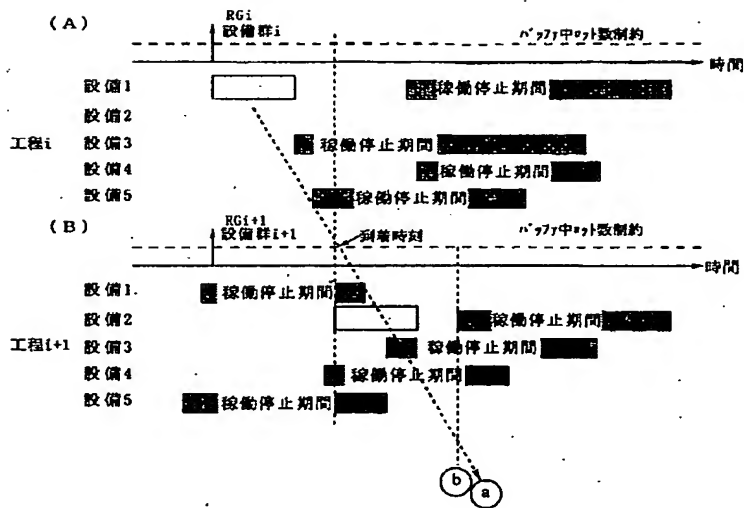 (A)
RGi
設備群i
バッファ中ロット数制約
時間
設備1 稼働停止期間
設備2
工程i 設備3 稼働停止期間
設備4 稼働停止期間
設備5 稼働停止期間
(B)
RGi+1
設備群i+1
到着時刻
バッファ中ロット数制約
時間
設備1 稼働停止期間
設備2 稼働停止期間
工程i+1 設備3 稼働停止期間
設備4 稼働停止期間
設備5 稼働停止期間
b a